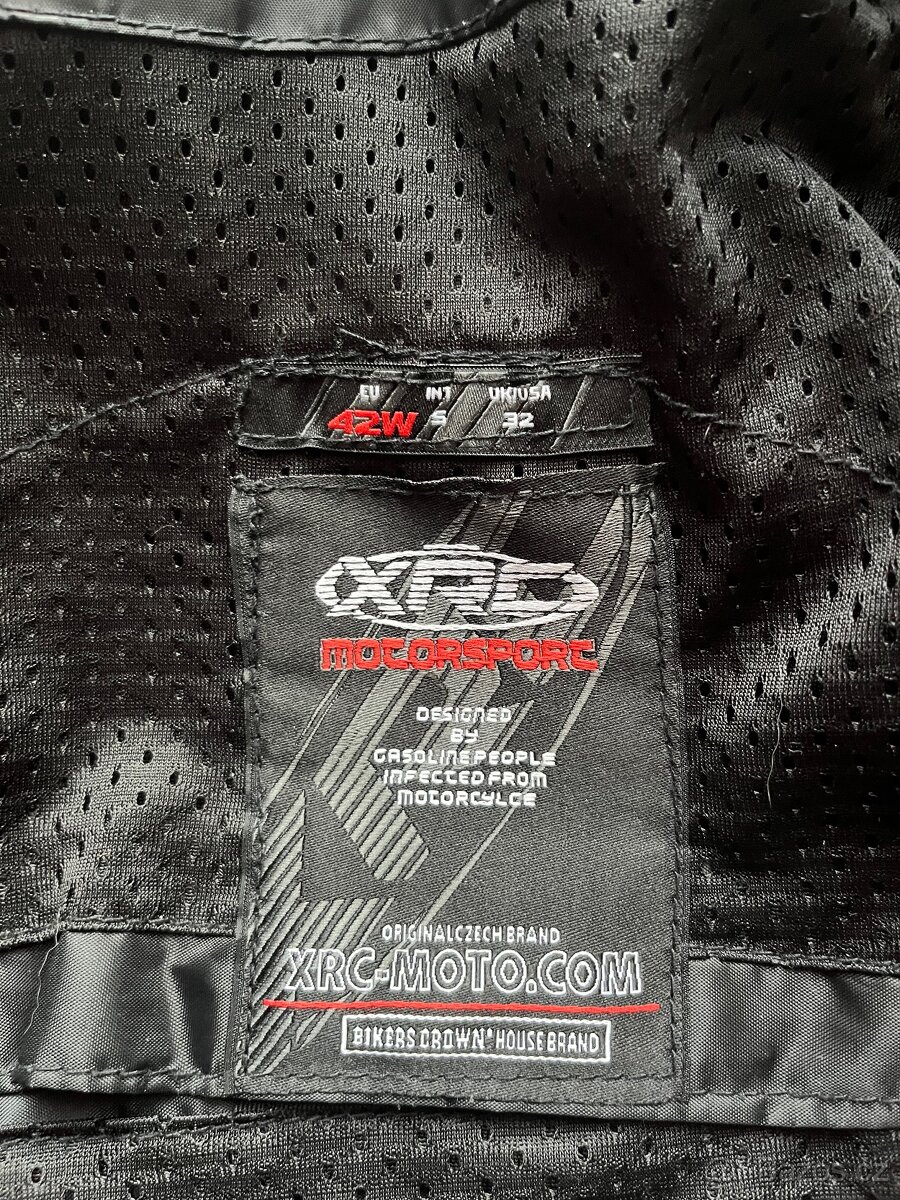 EU INT UK/USA
42W S 32
XRC
MOTORSPORT
DESIGNED
BY
GASOLINE PEOPLE
INFECTED FROM
MOTORCYLCE
ORIGINAL CZECH BRAND
XRC-MOTO.COM
BIKERS CROWN® HOUSE BRAND